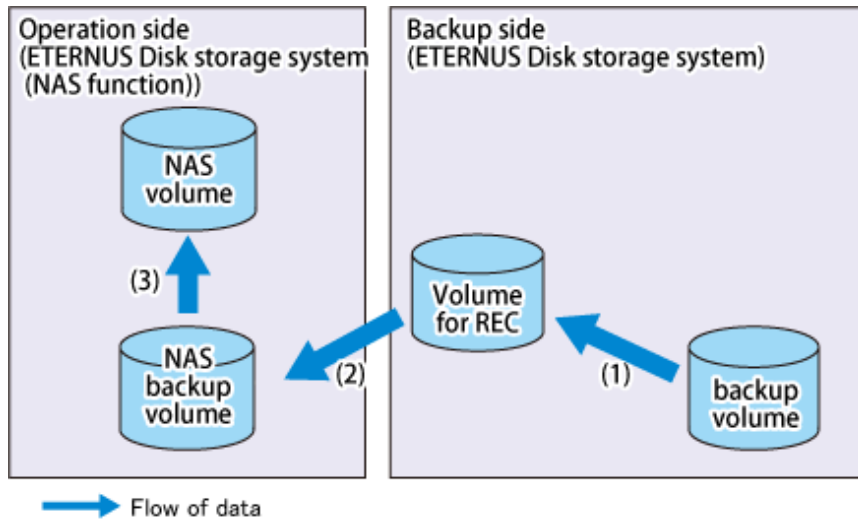 Operation side
(ETERNUS Disk storage system
(NAS function))
Backup side
(ETERNUS Disk storage system)
NAS
volume
(3)
Volume
for REC
NAS
backup
volume
(2)
(1)
backup
volume
Flow of data